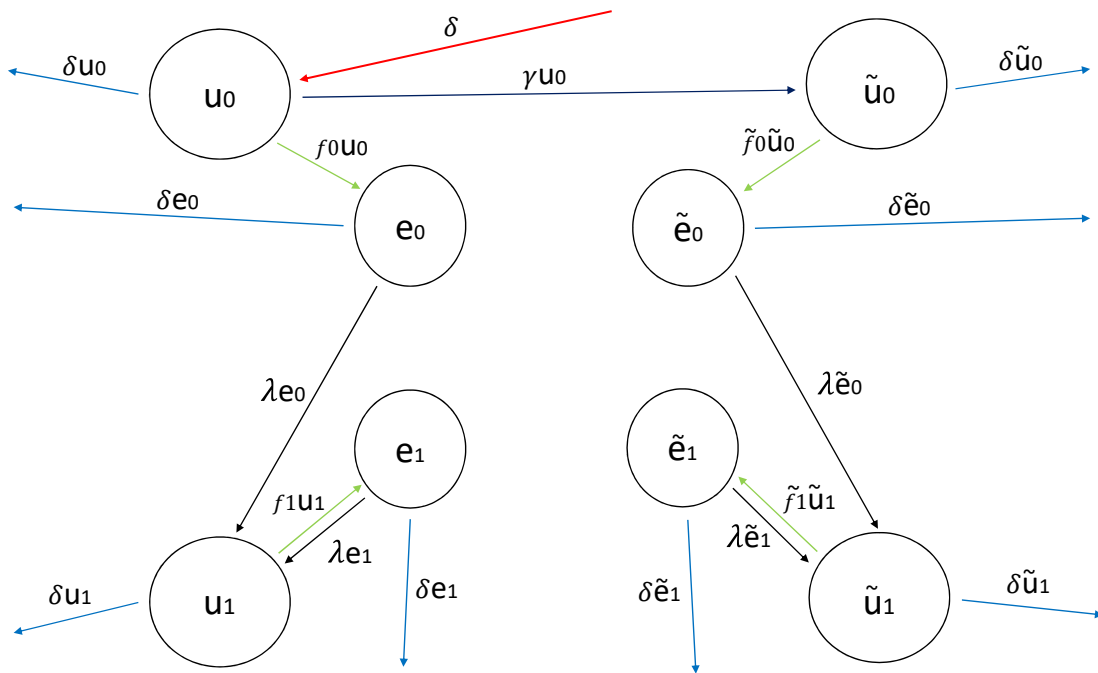 δ
δu₀
u₀
γu₀
ũ₀
δũ₀
f₀u₀
f̃₀ũ₀
δe₀
e₀
ẽ₀
δẽ₀
λe₀
λẽ₀
e₁
ẽ₁
f₁u₁
f̃₁ũ₁
λe₁
λẽ₁
δu₁
u₁
δe₁
δẽ₁
ũ₁
δũ₁